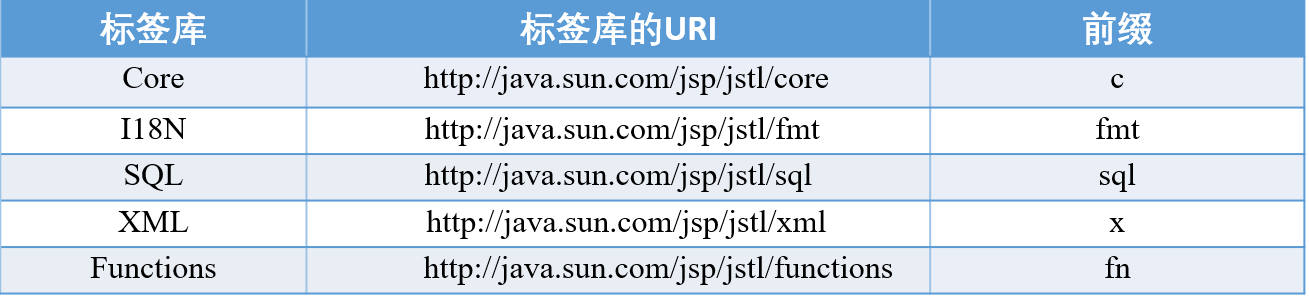 标签库 标签库的URI 前缀
Core http://java.sun.com/jsp/jstl/core c
I18N http://java.sun.com/jsp/jstl/fmt fmt
SQL http://java.sun.com/jsp/jstl/sql sql
XML http://java.sun.com/jsp/jstl/xml x
Functions http://java.sun.com/jsp/jstl/functions fn